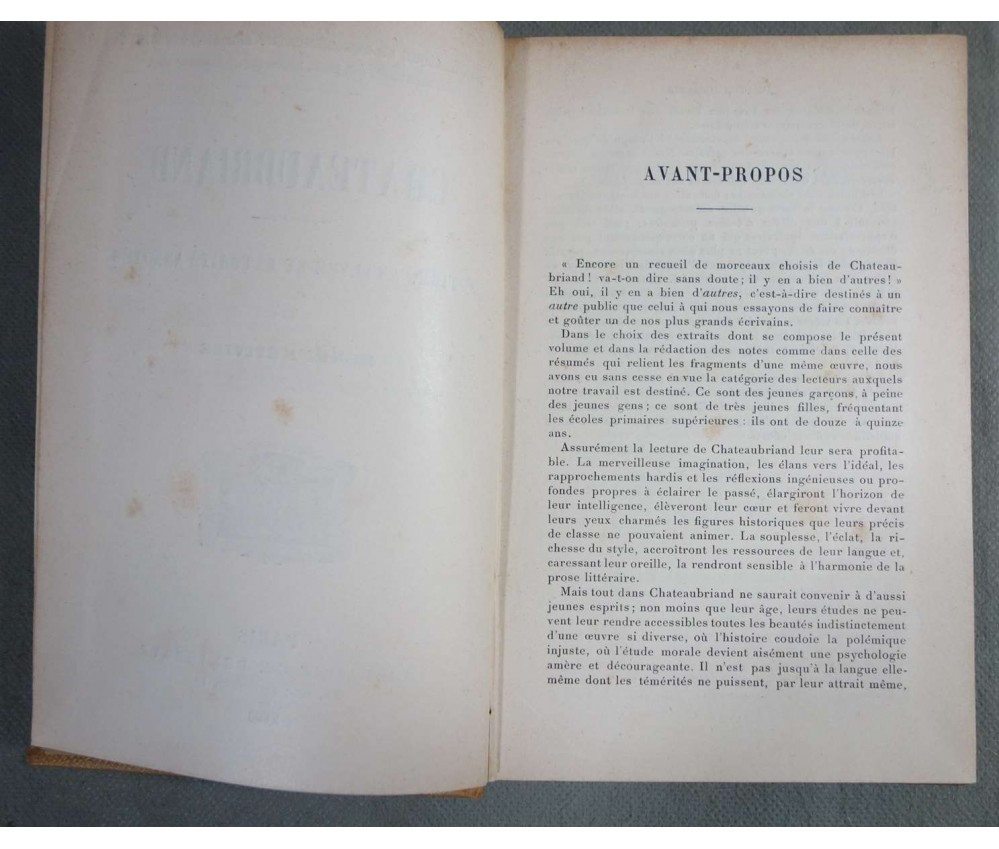 AVANT-PROPOS
« Encore un recueil de morceaux choisis de Chateau-
briand! va-t-on dire sans doute; il y en a bien d'autres! »
Eh oui, il y en a bien d'autres, c'est-à-dire destinés à un
autre public que celui à qui nous essayons de faire connaître
et goûter un de nos plus grands écrivains.
Dans le choix des extraits dont se compose le présent
volume et dans la rédaction des notes comme dans celle des
résumés qui relient les fragments d'une même œuvre, nous
avons eu sans cesse en vue la catégorie des lecteurs auxquels
notre travail est destiné. Ce sont des jeunes garçons, à peine
des jeunes gens; ce sont de très jeunes filles, fréquentant
les écoles primaires supérieures : ils ont de douze à quinze
ans.
Assurément la lecture de Chateaubriand leur sera profita-
ble. La merveilleuse imagination, les élans vers l'idéal, les
rapprochements hardis et les réflexions ingénieuses ou pro-
fondes propres à éclairer le passé, élargiront l'horizon de
leur intelligence, élèveront leur cœur et feront vivre devant
leurs yeux charmés les figures historiques que leurs précis
de classe ne pouvaient animer. La souplesse, l'éclat, la ri-
chesse du style, accroîtront les ressources de leur langue et,
caressant leur oreille, la rendront sensible à l'harmonie de la
prose littéraire.
Mais tout dans Chateaubriand ne saurait convenir à d'aussi
jeunes esprits; non moins que leur âge, leurs études ne peu-
vent leur rendre accessibles toutes les beautés indistinctement
d'une œuvre si diverse, où l'histoire coudoie la polémique
injuste, où l'étude morale devient aisément une psychologie
amère et décourageante. Il n'est pas jusqu'à la langue elle-
même dont les témérités ne puissent, par leur attrait même,